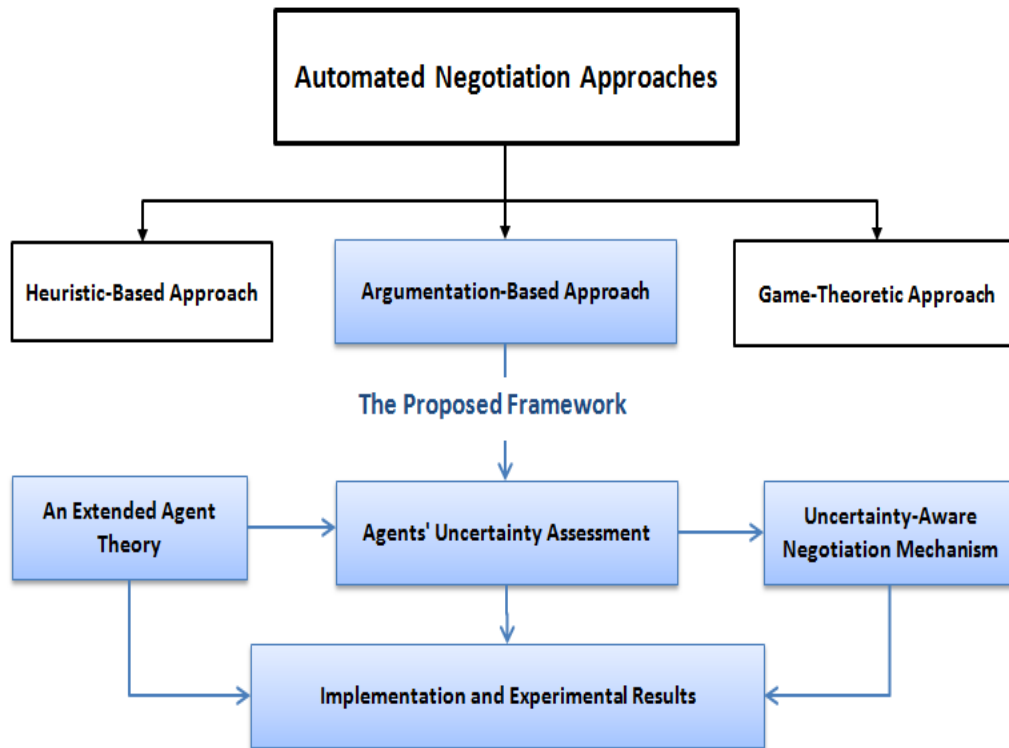 Automated Negotiation Approaches
Heuristic-Based Approach
Argumentation-Based Approach
Game-Theoretic Approach
The Proposed Framework
An Extended Agent
Theory
Agents' Uncertainty Assessment
Uncertainty-Aware
Negotiation Mechanism
Implementation and Experimental Results